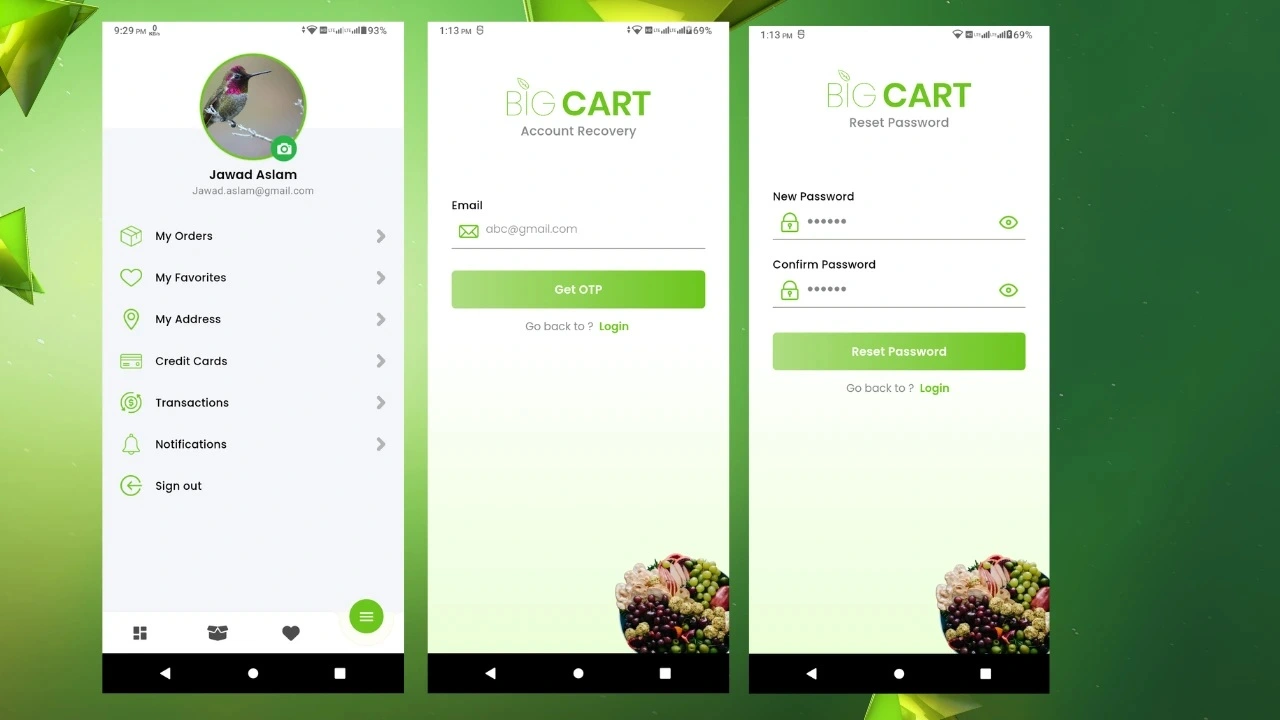 9:29 PM 0 KB/s 93%
Jawad Aslam
Jawad.aslam@gmail.com
My Orders
My Favorites
My Address
Credit Cards
Transactions
Notifications
Sign out
1:13 PM 69%
BiG CART
Account Recovery
Email
abc@gmail.com
Get OTP
Go back to ? Login
1:13 PM 69%
BiG CART
Reset Password
New Password
Confirm Password
Reset Password
Go back to ? Login